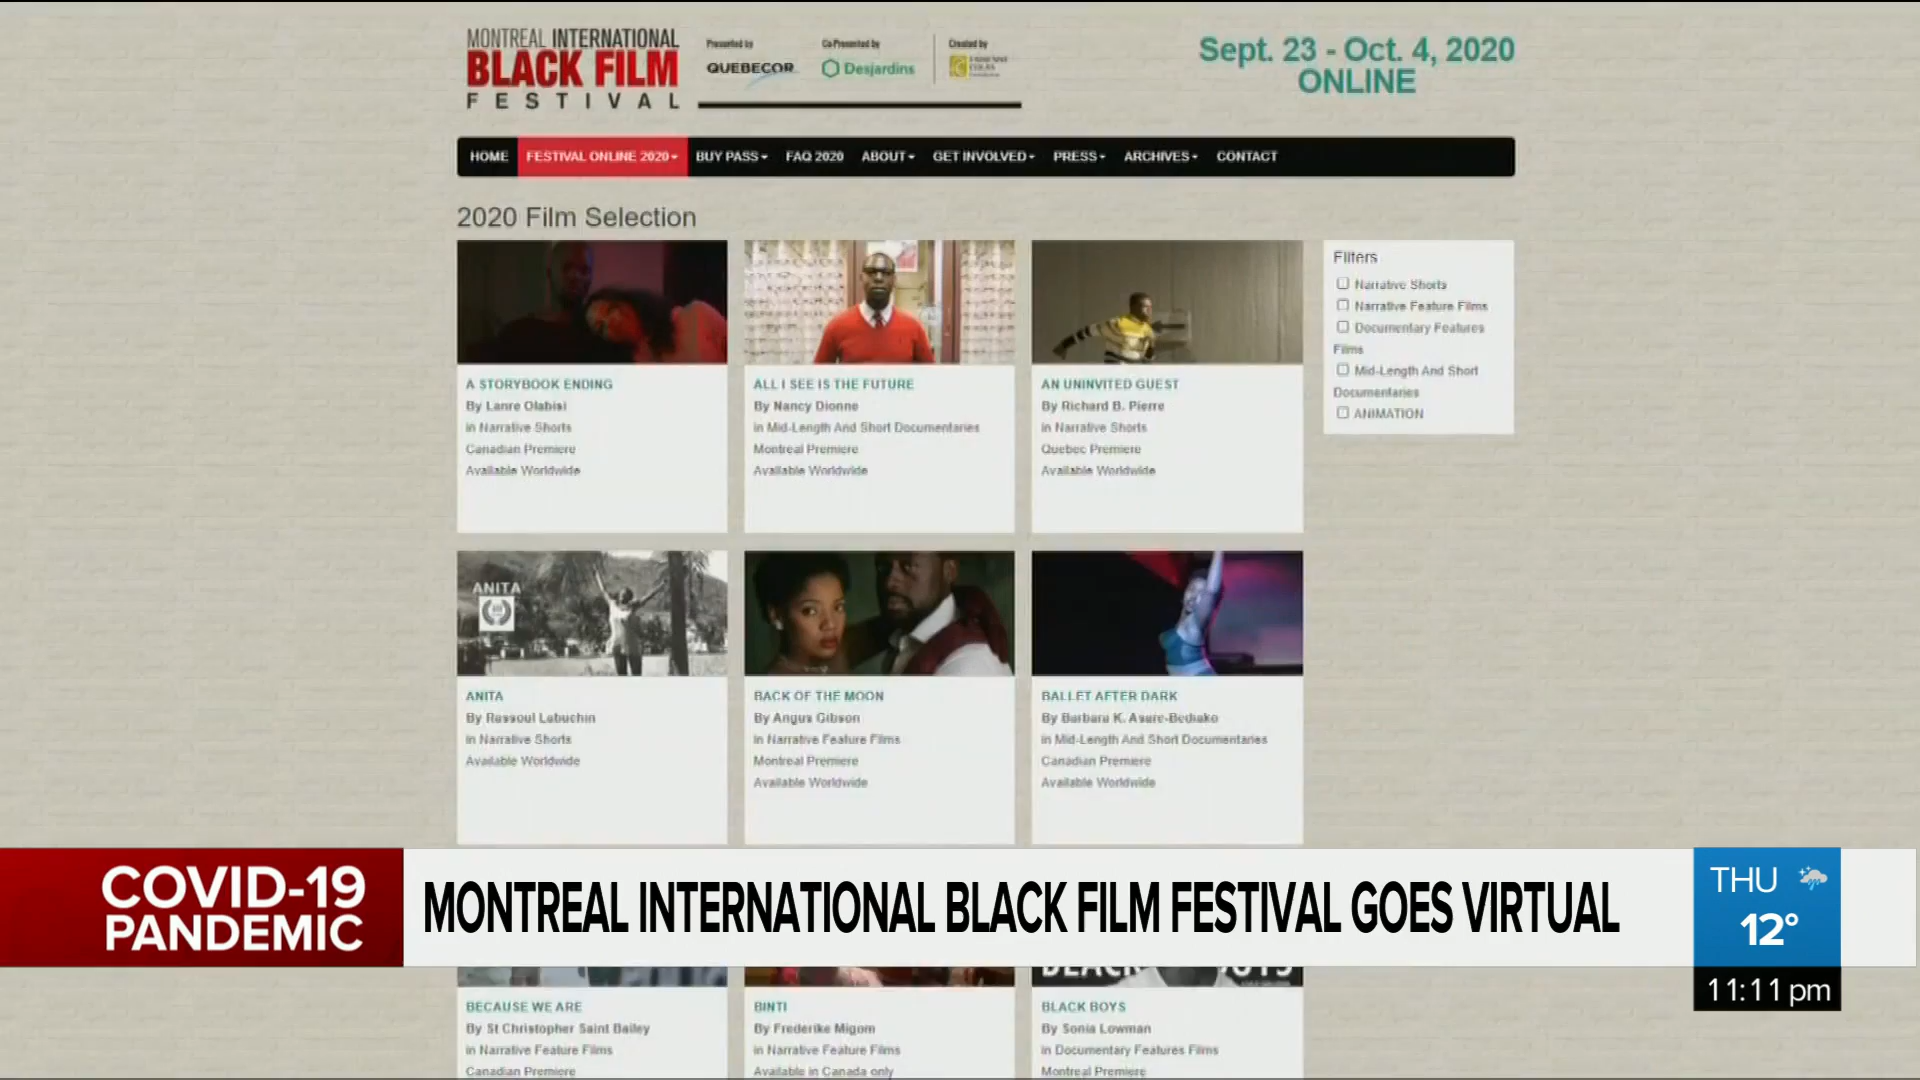 MONTREAL INTERNATIONAL
BLACK FILM
FESTIVAL
Presented by
QUEBECOR
Co-Presented by
Desjardins
Created by
Sept. 23 - Oct. 4, 2020
ONLINE
HOME
FESTIVAL ONLINE 2020
BUY PASS
FAQ 2020
ABOUT
GET INVOLVED
PRESS
ARCHIVES
CONTACT
2020 Film Selection
A STORYBOOK ENDING
By Lanre Olabisi
in Narrative Shorts
Canadian Premiere
Available Worldwide
ALL I SEE IS THE FUTURE
By Nancy Dionne
in Mid-Length And Short Documentaries
Montreal Premiere
Available Worldwide
AN UNINVITED GUEST
By Richard B. Pierre
in Narrative Shorts
Quebec Premiere
Available Worldwide
Filters
Narrative Shorts
Narrative Feature Films
Documentary Features
Films
Mid-Length And Short
Documentaries
ANIMATION
ANITA
ANITA
By Rassoul Labuchin
in Narrative Shorts
Available Worldwide
BACK OF THE MOON
By Angus Gibson
in Narrative Feature Films
Montreal Premiere
Available Worldwide
BALLET AFTER DARK
By Barbara K. Asare-Bediako
in Mid-Length And Short Documentaries
Canadian Premiere
Available Worldwide
COVID-19
PANDEMIC
MONTREAL INTERNATIONAL BLACK FILM FESTIVAL GOES VIRTUAL
THU
12°
11:11 pm
BECAUSE WE ARE
By St Christopher Saint Bailey
in Narrative Feature Films
Canadian Premiere
BINTI
By Frederike Migom
in Narrative Feature Films
Available in Canada only
BLACK BOYS
By Sonia Lowman
in Documentary Features Films
Montreal Premiere